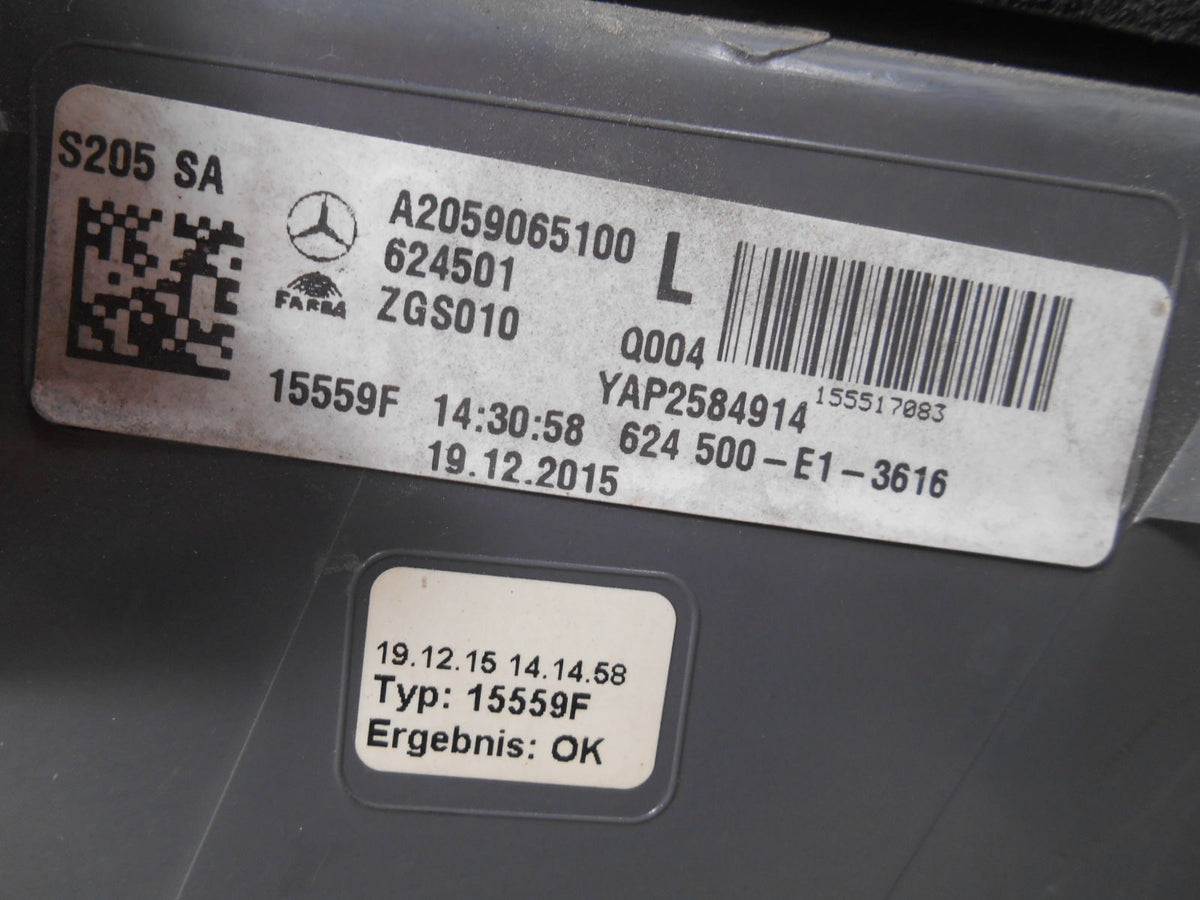 S205 SA
A2059065100
624501
ZGS010
FARBA
L
Q004
YAP2584914
155517083
15559F
14:30:58
624 500-E1-3616
19.12.2015
19.12.15 14.14.58
Typ: 15559F
Ergebnis: OK